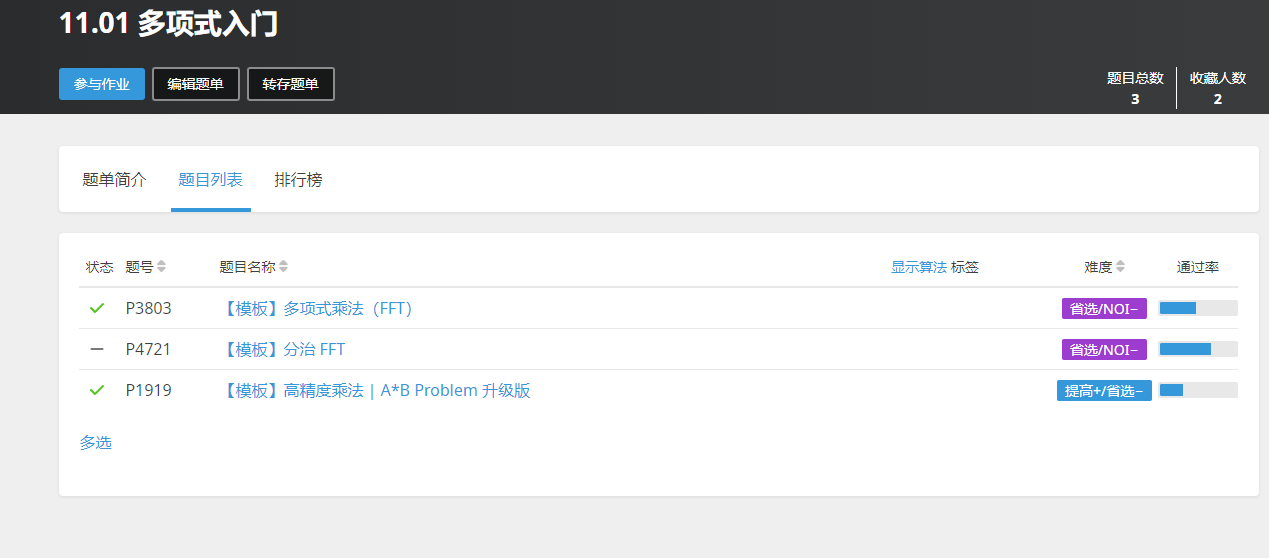 11.01 多项式入门
参与作业 编辑题单 转存题单
题目总数 收藏人数
3 2
题单简介 题目列表 排行榜
状态 题号 题目名称 显示算法 标签 难度 通过率
P3803 【模板】多项式乘法（FFT） 省选/NOI−
P4721 【模板】分治 FFT 省选/NOI−
P1919 【模板】高精度乘法 | A*B Problem 升级版 提高+/省选−
多选